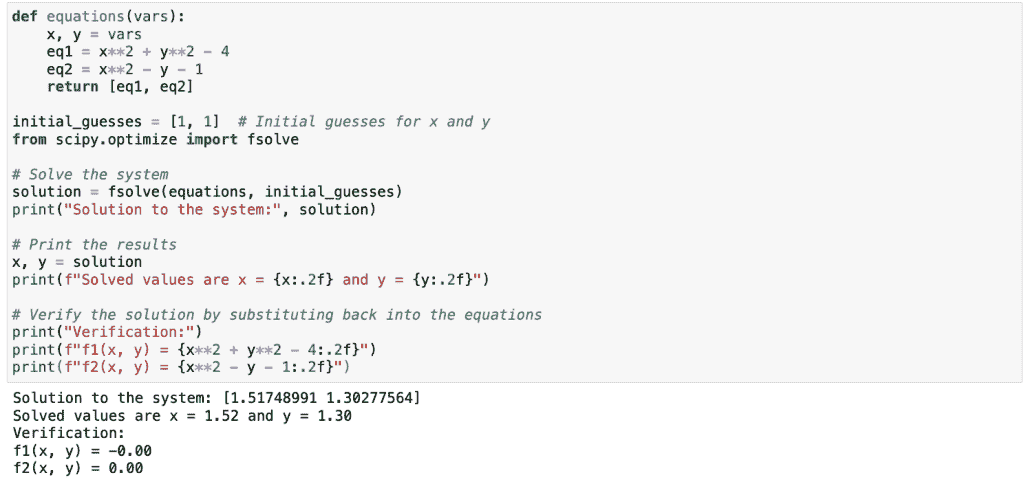 def equations(vars):
    x, y = vars
    eq1 = x**2 + y**2 - 4
    eq2 = x**2 - y - 1
    return [eq1, eq2]

initial_guesses = [1, 1]  # Initial guesses for x and y
from scipy.optimize import fsolve

# Solve the system
solution = fsolve(equations, initial_guesses)
print("Solution to the system:", solution)

# Print the results
x, y = solution
print(f"Solved values are x = {x:.2f} and y = {y:.2f}")

# Verify the solution by substituting back into the equations
print("Verification:")
print(f"f1(x, y) = {x**2 + y**2 - 4:.2f}")
print(f"f2(x, y) = {x**2 - y - 1:.2f}")
Solution to the system: [1.51748991 1.30277564]
Solved values are x = 1.52 and y = 1.30
Verification:
f1(x, y) = -0.00
f2(x, y) = 0.00